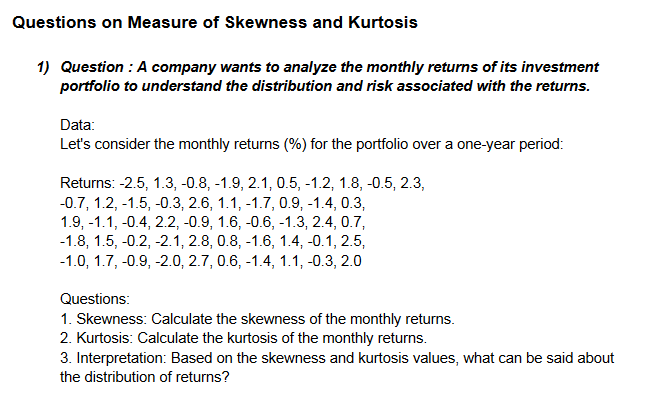 Questions on Measure of Skewness and Kurtosis
1) Question : A company wants to analyze the monthly returns of its investment
portfolio to understand the distribution and risk associated with the returns.
Data:
Let's consider the monthly returns (%) for the portfolio over a one-year period:
Returns: -2.5, 1.3, -0.8, -1.9, 2.1, 0.5, -1.2, 1.8, -0.5, 2.3,
-0.7, 1.2, -1.5, -0.3, 2.6, 1.1, -1.7, 0.9, -1.4, 0.3,
1.9, -1.1, -0.4, 2.2, -0.9, 1.6, -0.6, -1.3, 2.4, 0.7,
-1.8, 1.5, -0.2, -2.1, 2.8, 0.8, -1.6, 1.4, -0.1, 2.5,
-1.0, 1.7, -0.9, -2.0, 2.7, 0.6, -1.4, 1.1, -0.3, 2.0
Questions:
1. Skewness: Calculate the skewness of the monthly returns.
2. Kurtosis: Calculate the kurtosis of the monthly returns.
3. Interpretation: Based on the skewness and kurtosis values, what can be said about
the distribution of returns?